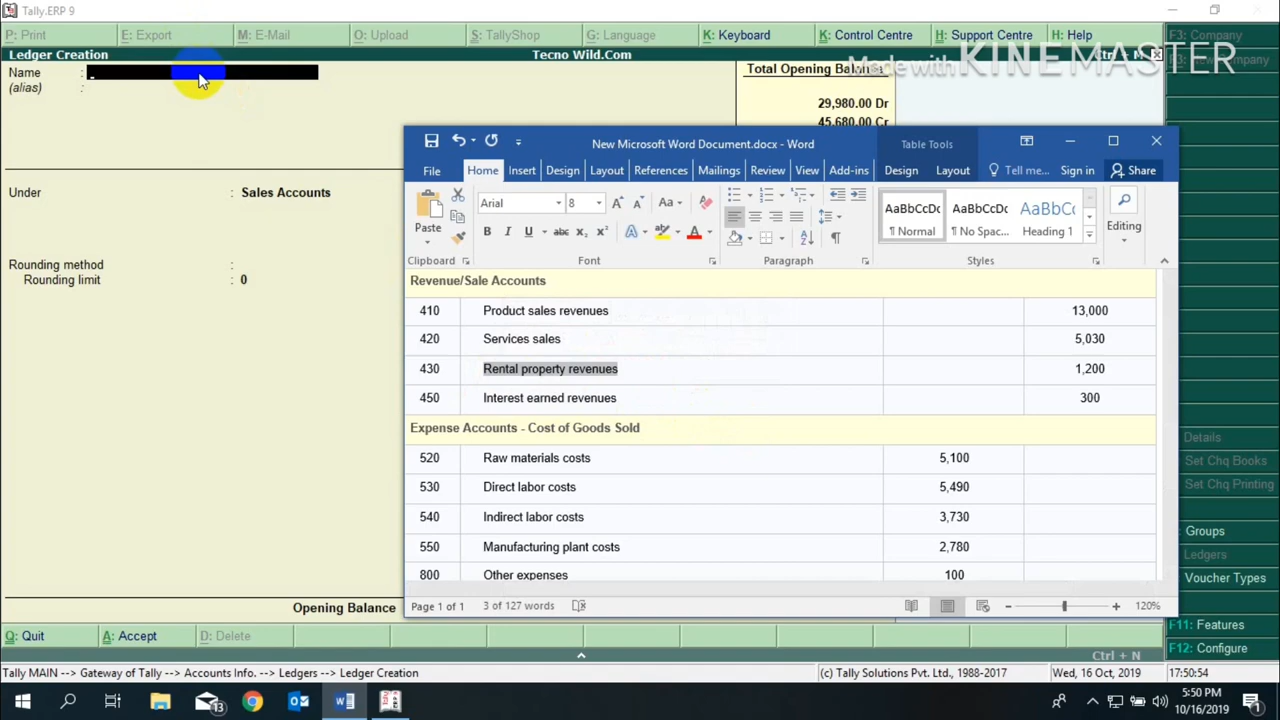 Tally.ERP 9
P: Print E: Export M: E-Mail O: Upload S: TallyShop G: Language K: Keyboard K: Control Centre H: Support Centre H: Help F3: Company
Ledger Creation Tecno Wild.Com Ctrl + N
Made with KINEMASTER
Name :
(alias) :
Total Opening Balance
29,980.00 Dr
45,680.00 Cr
Under : Sales Accounts
Rounding method :
Rounding limit : 0
Opening Balance
New Microsoft Word Document.docx - Word Table Tools
File Home Insert Design Layout References Mailings Review View Add-ins Design Layout Tell me... Sign in Share
Paste Arial 8 Aa AaBbCcDc AaBbCcDc AaBbCc Editing
B I U abc x₂ x² A ¶ Normal ¶ No Spac... Heading 1
Clipboard Font Paragraph Styles
Revenue/Sale Accounts
410 Product sales revenues 13,000
420 Services sales 5,030
430 Rental property revenues 1,200
450 Interest earned revenues 300
Expense Accounts - Cost of Goods Sold
520 Raw materials costs 5,100
530 Direct labor costs 5,490
540 Indirect labor costs 3,730
550 Manufacturing plant costs 2,780
800 Other expenses 100
Page 1 of 1 3 of 127 words 120%
Details
Set Chq Books
Set Chq Printing
: Groups
Ledgers
Voucher Types
F11: Features
F12: Configure
Q: Quit A: Accept D: Delete
Ctrl + N
Tally MAIN --> Gateway of Tally --> Accounts Info. --> Ledgers --> Ledger Creation (c) Tally Solutions Pvt. Ltd., 1988-2017 Wed, 16 Oct, 2019 17:50:54
13 5:50 PM
10/16/2019 1